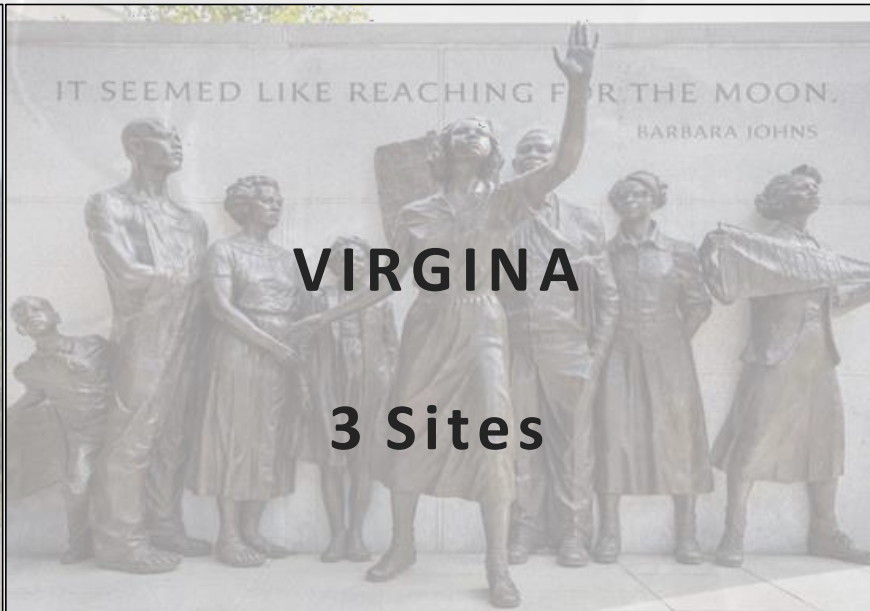 IT SEEMED LIKE REACHING FOR THE MOON.
BARBARA JOHNS
VIRGINA
3 Sites